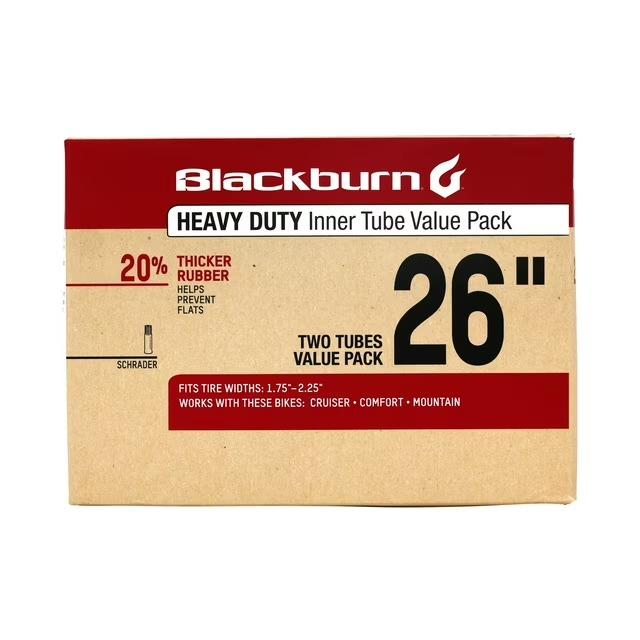 Blackburn
HEAVY DUTY Inner Tube Value Pack
20% THICKER
RUBBER
HELPS
PREVENT
FLATS
26"
TWO TUBES
VALUE PACK
SCHRADER
FITS TIRE WIDTHS: 1.75"–2.25"
WORKS WITH THESE BIKES: CRUISER • COMFORT • MOUNTAIN